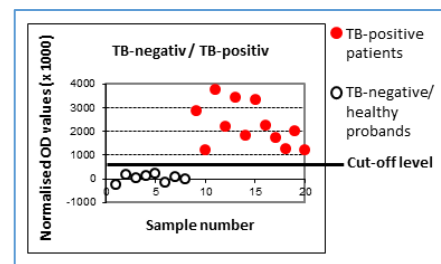 TB-negativ / TB-positiv
Normalised OD values (x 1000)
4000
3000
2000
1000
0
-1000
0
5
10
15
20
Sample number
TB-positive
patients
TB-negative/
healthy
probands
Cut-off level